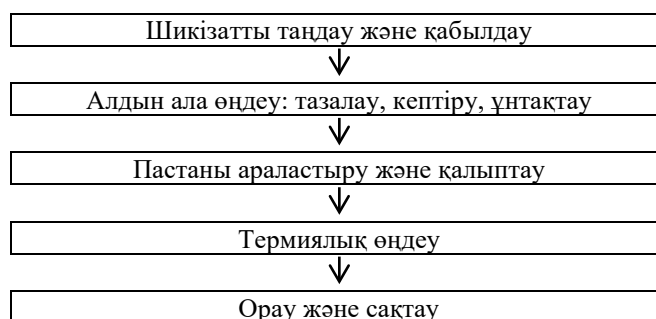 Шикізатты таңдау және қабылдау
Алдын ала өңдеу: тазалау, кептіру, ұнтақтау
Пастаны араластыру және қалыптау
Термиялық өңдеу
Орау және сақтау